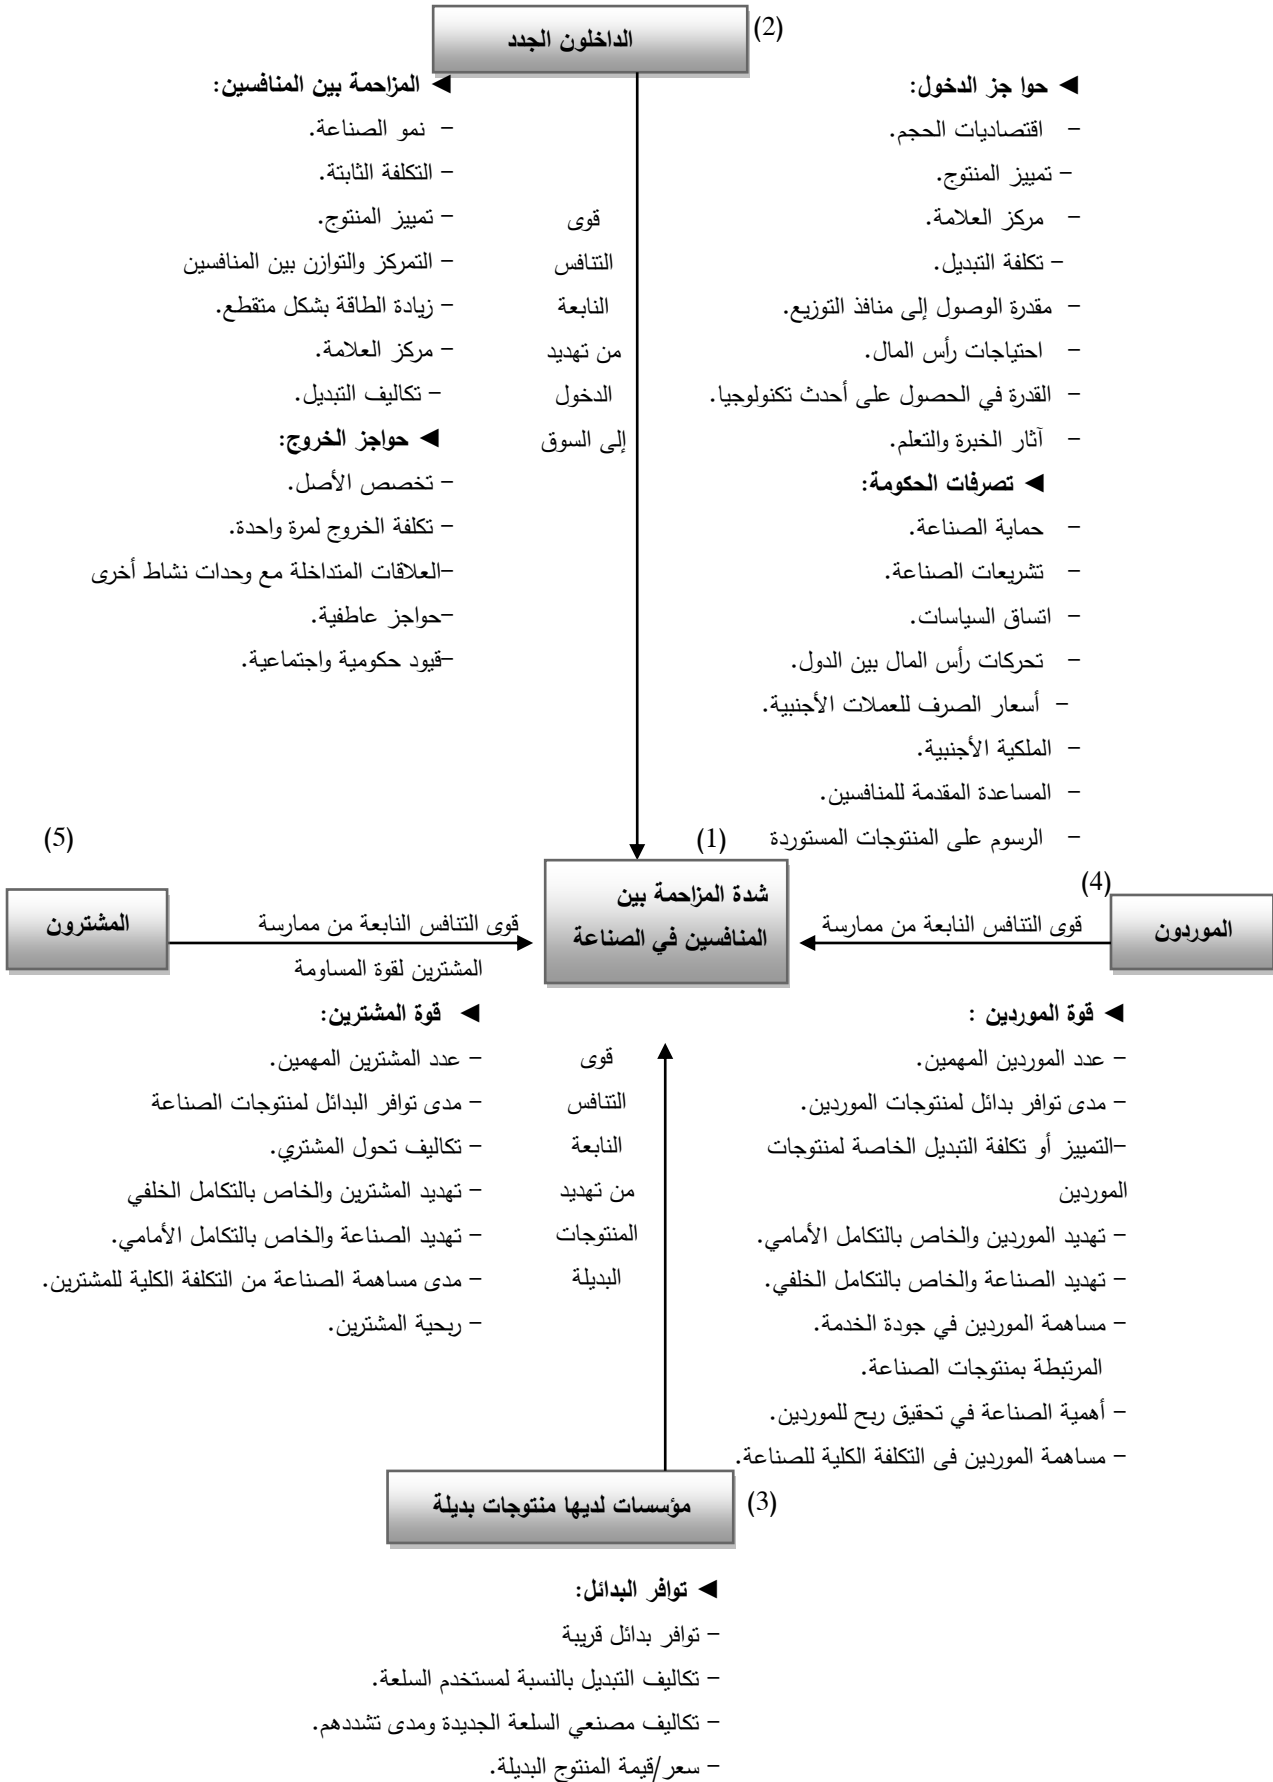 (2)
الداخلون الجدد
◄ حوا جز الدخول:
– اقتصاديات الحجم.
– تمييز المنتوج.
– مركز العلامة.
– تكلفة التبديل.
– مقدرة الوصول إلى منافذ التوزيع.
– احتياجات رأس المال.
– القدرة في الحصول على أحدث تكنولوجيا.
– آثار الخبرة والتعلم.
◄ تصرفات الحكومة:
– حماية الصناعة.
– تشريعات الصناعة.
– اتساق السياسات.
– تحركات رأس المال بين الدول.
– أسعار الصرف للعملات الأجنبية.
– الملكية الأجنبية.
– المساعدة المقدمة للمنافسين.
– الرسوم على المنتوجات المستوردة
قوى
التنافس
النابعة
من تهديد
الدخول
إلى السوق
◄ المزاحمة بين المنافسين:
– نمو الصناعة.
– التكلفة الثابتة.
– تمييز المنتوج.
– التمركز والتوازن بين المنافسين
– زيادة الطاقة بشكل متقطع.
– مركز العلامة.
– تكاليف التبديل.
◄ حواجز الخروج:
– تخصص الأصل.
– تكلفة الخروج لمرة واحدة.
–العلاقات المتداخلة مع وحدات نشاط أخرى
–حواجز عاطفية.
–قيود حكومية واجتماعية.
(4)
الموردون
قوى التنافس النابعة من ممارسة
(1)
شدة المزاحمة بين
المنافسين في الصناعة
(5)
المشترون
قوى التنافس النابعة من ممارسة
المشترين لقوة المساومة
◄ قوة الموردين :
– عدد الموردين المهمين.
– مدى توافر بدائل لمنتوجات الموردين.
–التمييز أو تكلفة التبديل الخاصة لمنتوجات
الموردين
– تهديد الموردين والخاص بالتكامل الأمامي.
– تهديد الصناعة والخاص بالتكامل الخلفي.
– مساهمة الموردين في جودة الخدمة.
المرتبطة بمنتوجات الصناعة.
– أهمية الصناعة في تحقيق ربح للموردين.
– مساهمة الموردين فى التكلفة الكلية للصناعة.
قوى
التنافس
النابعة
من تهديد
المنتوجات
البديلة
◄ قوة المشترين:
– عدد المشترين المهمين.
– مدى توافر البدائل لمنتوجات الصناعة
– تكاليف تحول المشتري.
– تهديد المشترين والخاص بالتكامل الخلفي
– تهديد الصناعة والخاص بالتكامل الأمامي.
– مدى مساهمة الصناعة من التكلفة الكلية للمشترين.
– ربحية المشترين.
(3)
مؤسسات لديها منتوجات بديلة
◄ توافر البدائل:
– توافر بدائل قريبة
– تكاليف التبديل بالنسبة لمستخدم السلعة.
– تكاليف مصنعي السلعة الجديدة ومدى تشددهم.
– سعر/قيمة المنتوج البديلة.